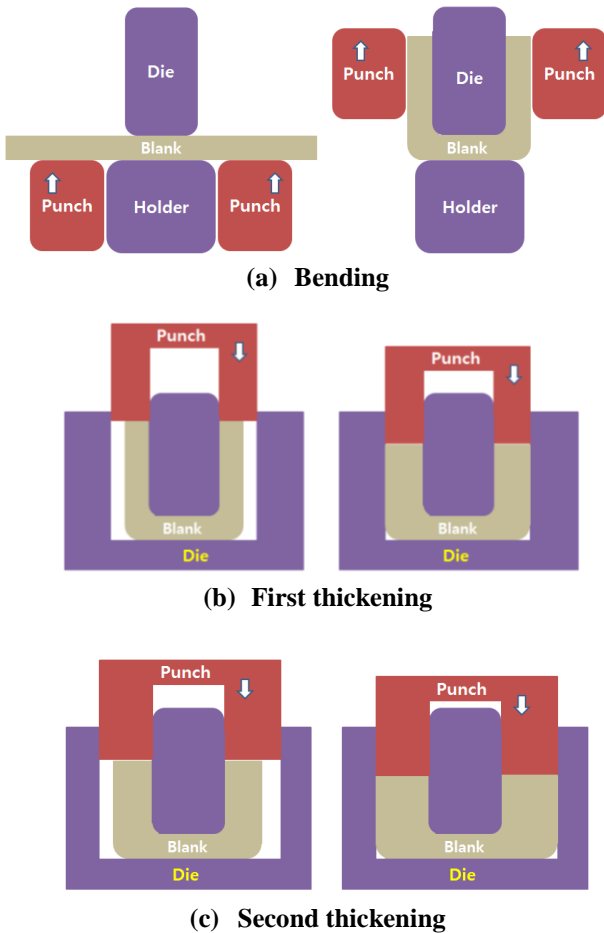 Die
Blank
Punch
Holder
Punch
Punch
Die
Punch
Blank
Holder
(a) Bending
Punch
Blank
Die
Punch
Blank
Die
(b) First thickening
Punch
Blank
Die
Punch
Blank
Die
(c) Second thickening